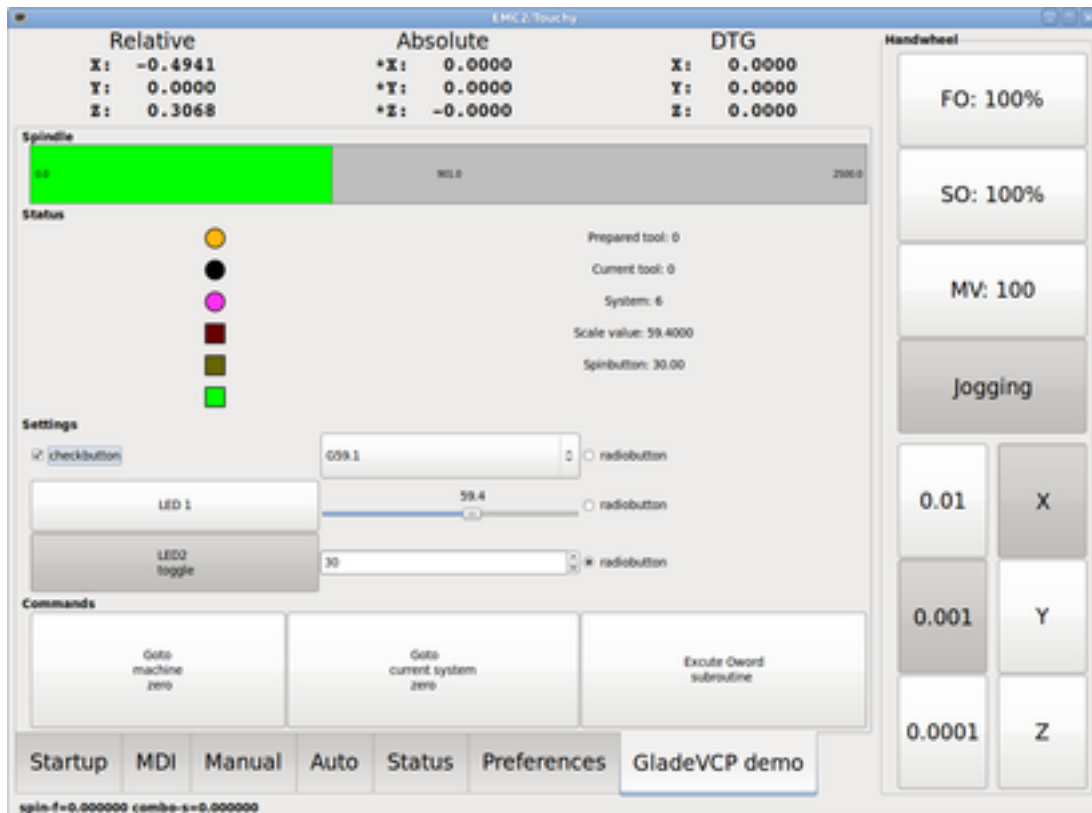 EMC2/Touchy
Relative Absolute DTG
X: -0.4941 *X: 0.0000 X: 0.0000
Y: 0.0000 *Y: 0.0000 Y: 0.0000
Z: 0.3068 *Z: -0.0000 Z: 0.0000
Spindle
0.0 901.0 2500.0
Status
Prepared tool: 0
Current tool: 0
System: 6
Scale value: 59.4000
Spinbutton: 30.00
Settings
checkbutton G59.1 radiobutton
LED 1 59.4 radiobutton
LED2
toggle
30 radiobutton
Commands
Goto
machine
zero
Goto
current system
zero
Excute Oword
subroutine
Startup MDI Manual Auto Status Preferences GladeVCP demo
spin-f=0.000000 combo-s=0.000000
Handwheel
FO: 100%
SO: 100%
MV: 100
Jogging
0.01 X
0.001 Y
0.0001 Z